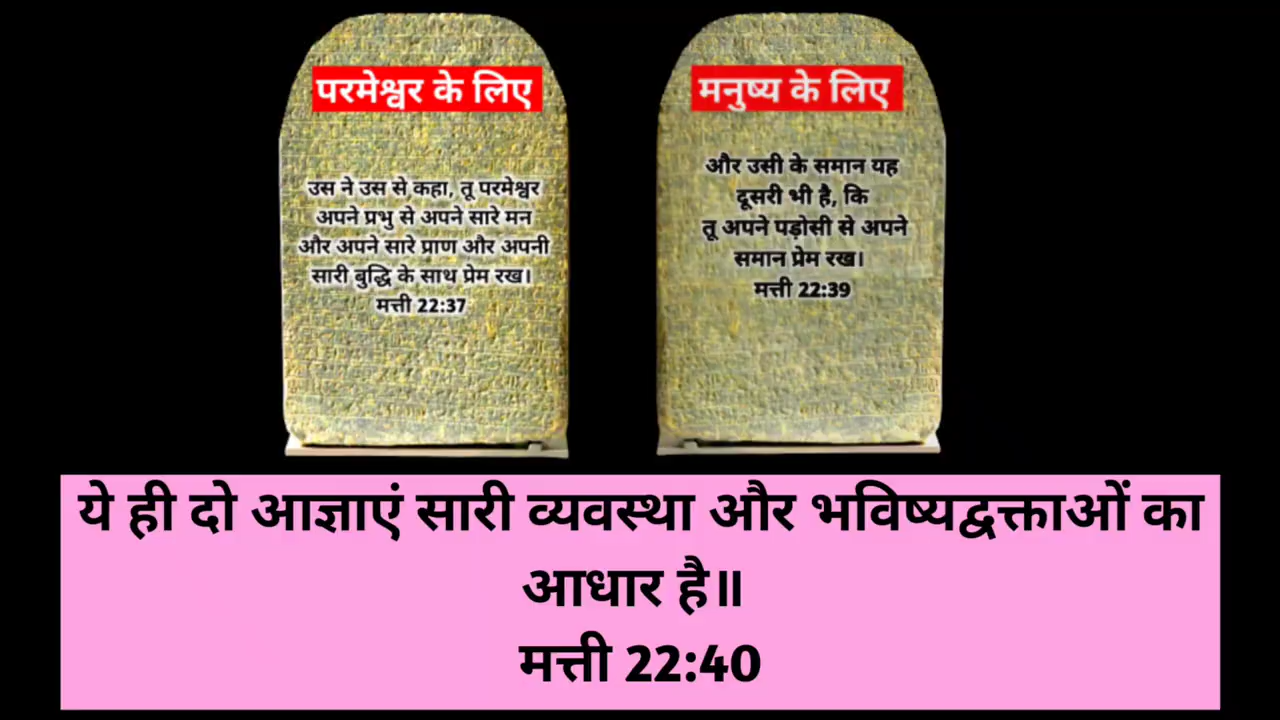 परमेश्वर के लिए
उस ने उस से कहा, तू परमेश्वर
अपने प्रभु से अपने सारे मन
और अपने सारे प्राण और अपनी
सारी बुद्धि के साथ प्रेम रख।
मत्ती 22:37
मनुष्य के लिए
और उसी के समान यह
दूसरी भी है, कि
तू अपने पड़ोसी से अपने
समान प्रेम रख।
मत्ती 22:39
ये ही दो आज्ञाएं सारी व्यवस्था और भविष्यद्वक्ताओं का
आधार है॥
मत्ती 22:40